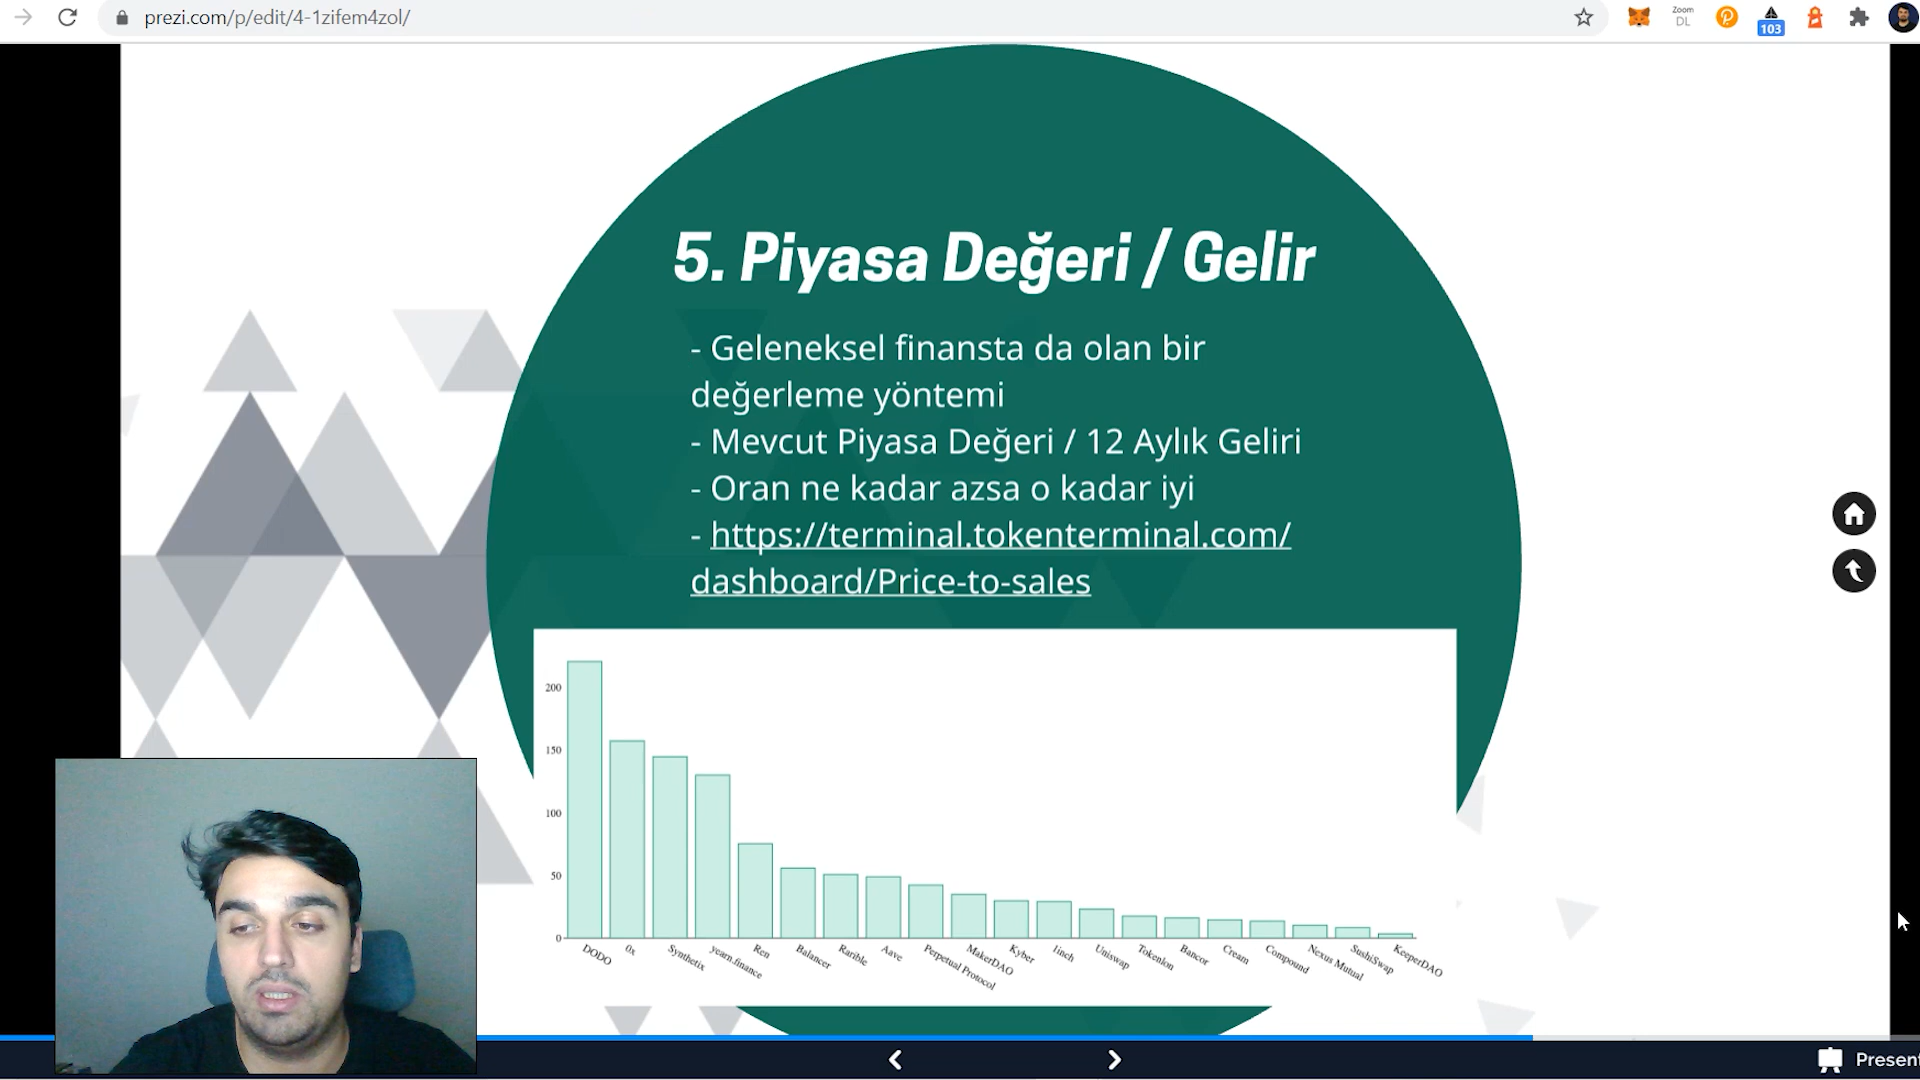 prezi.com/p/edit/4-1zifem4zol/
Zoom
DL
103
5. Piyasa Değeri / Gelir
- Geleneksel finansta da olan bir
değerleme yöntemi
- Mevcut Piyasa Değeri / 12 Aylık Geliri
- Oran ne kadar azsa o kadar iyi
- https://terminal.tokenterminal.com/
dashboard/Price-to-sales
200
150
100
50
0
DODO
0x
Synthetix
yearn.finance
Ren
Balancer
Rarible
Aave
Perpetual Protocol
MakerDAO
Kyber
1inch
Uniswap
Tokenlon
Bancor
Cream
Compound
Nexus Mutual
SushiSwap
KeeperDAO
Present